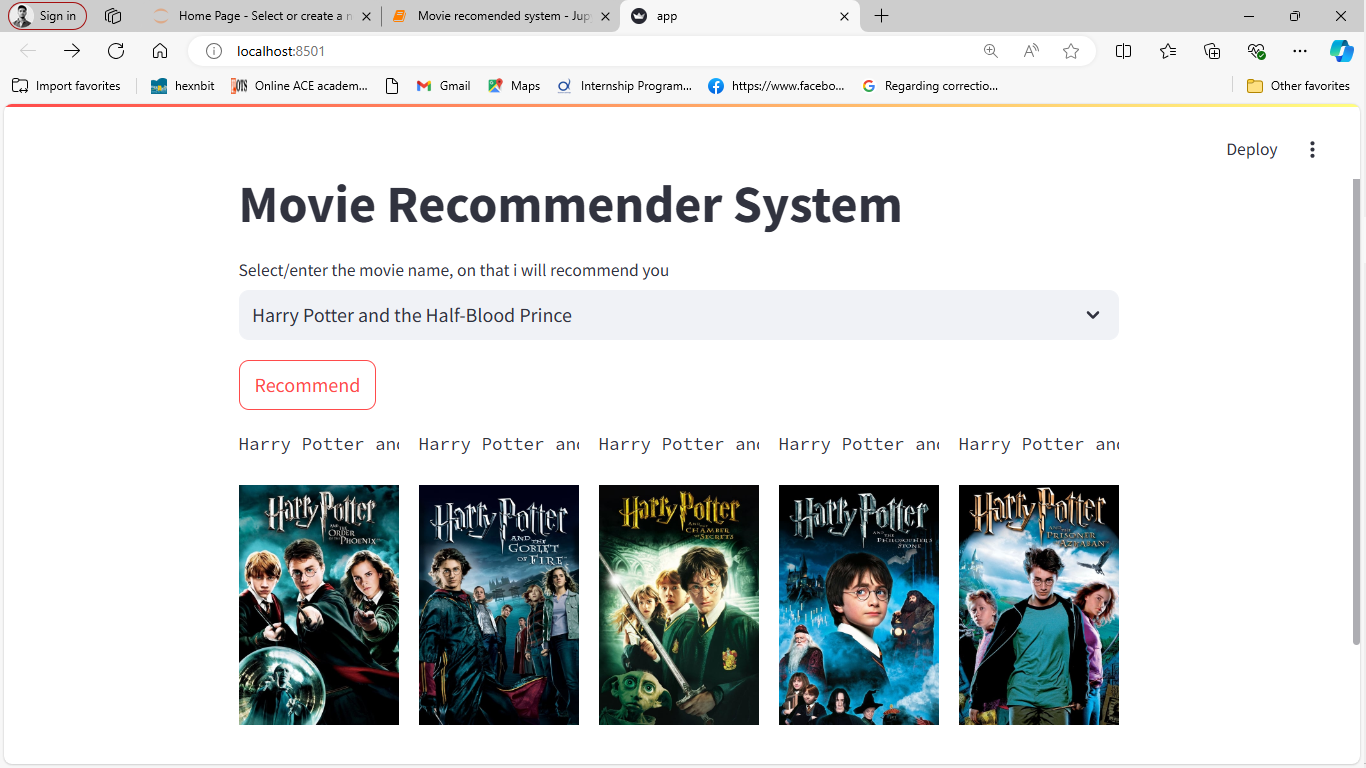 Sign in
Home Page - Select or create a n
Movie recomended system - Jup
app
localhost:8501
Import favorites
hexnbit
Online ACE academ...
Gmail
Maps
Internship Program...
https://www.facebo...
Regarding correctio...
Other favorites
Deploy
Movie Recommender System
Select/enter the movie name, on that i will recommend you
Harry Potter and the Half-Blood Prince
Recommend
Harry Potter and
Harry Potter and
Harry Potter and
Harry Potter and
Harry Potter and
Harry Potter
AND THE
ORDER
OF THE PHOENIX
Harry Potter
AND THE
GOBLET
OF FIRE
Harry Potter
AND THE
CHAMBER
OF SECRETS
Harry Potter
AND THE
PHILOSOPHER'S
STONE
Harry Potter
AND THE
PRISONER
OF AZKABAN